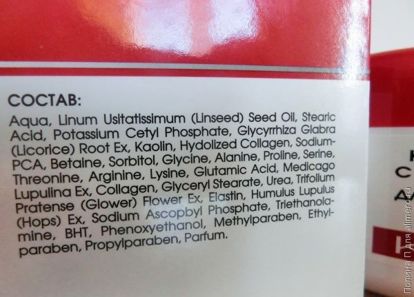 СОСТАВ:
Aqua, Linum Usitatissimum (Linseed) Seed Oil, Stearic
Acid, Potassium Cetyl Phosphate, Glycyrrhiza Glabra
(Licorice) Root Ex, Kaolin, Hydolized Collagen, Sodium-
PCA, Betaine, Sorbitol, Glycine, Alanine, Proline, Serine,
Threonine, Arginine, Lysine, Glutamic Acid, Medicago
Lupulina Ex, Collagen, Glyceryl Stearate, Urea, Trifolium
Pratense (Glower) Flower Ex, Elastin, Humulus Lupulus
(Hops) Ex, Sodium Ascopbyl Phosphate, Triethanola-
mine, BHT, Phenoxyethanol, Methylparaben, Ethyl-
paraben, Propylparaben, Parfum.